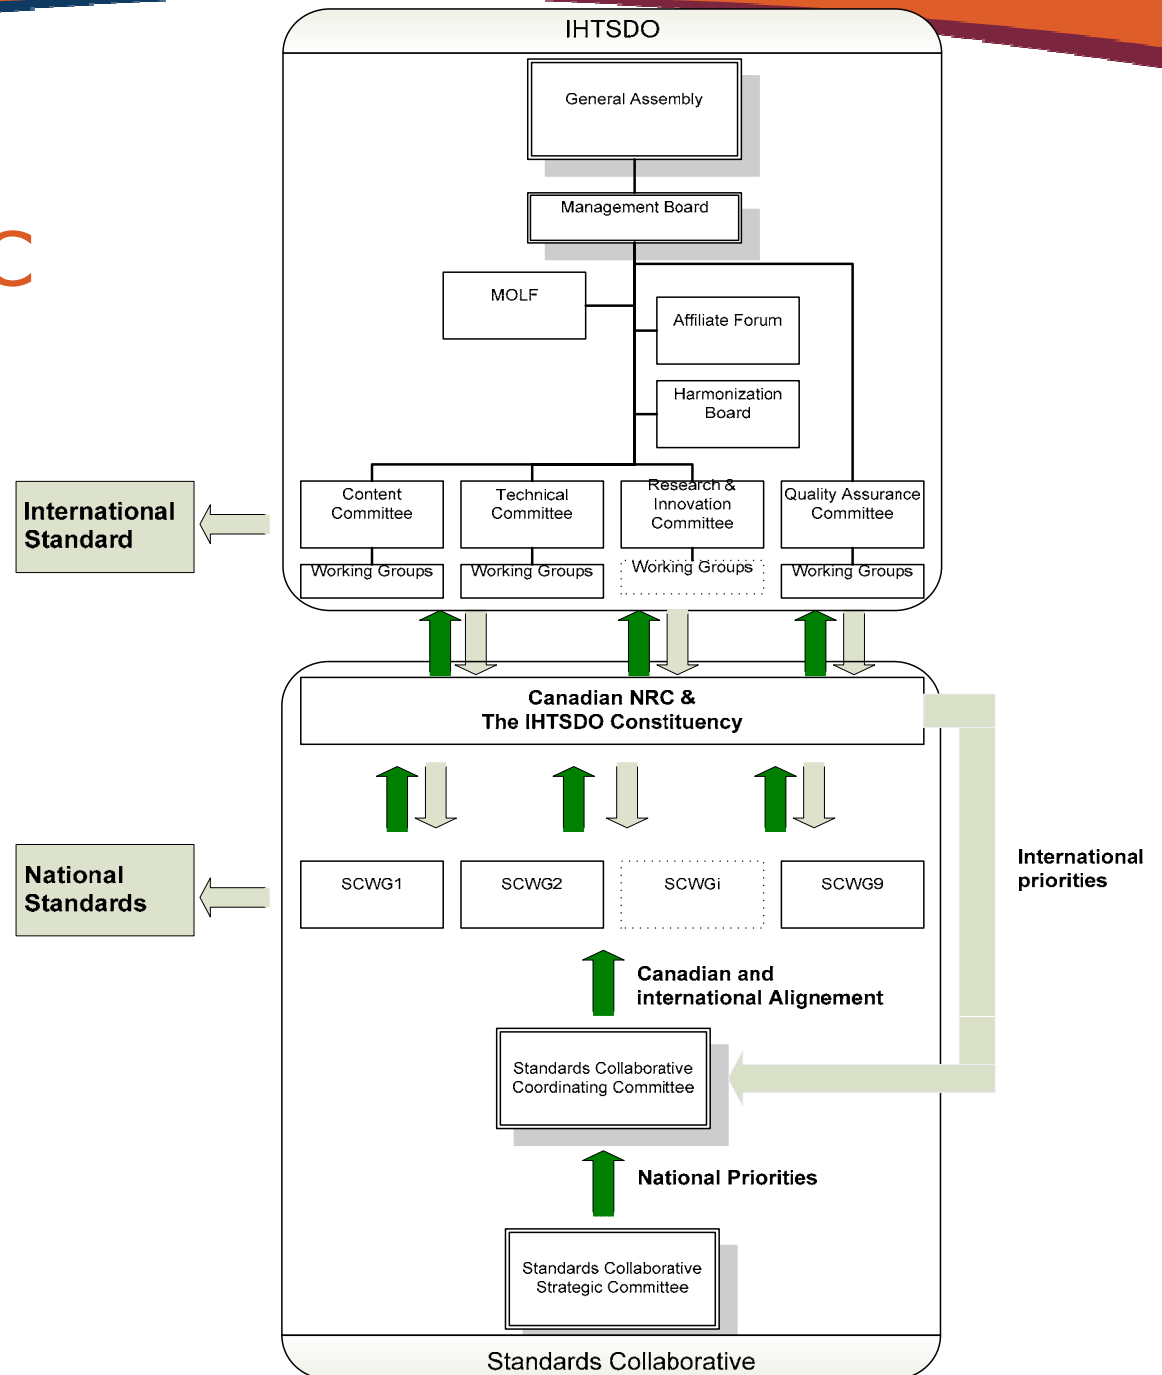 IHTSDO
General Assembly
Management Board
MOLF
Affiliate Forum
Harmonization
Board
C
Content
Committee
Technical
Committee
Research &
Innovation
Committee
Quality Assurance
Committee
Working Groups
Working Groups
Working Groups
Working Groups
International
Standard
Canadian NRC &
The IHTSDO Constituency
SCWG1
SCWG2
SCWGi
SCWG9
National
Standards
International
priorities
Canadian and
international Alignement
Standards Collaborative
Coordinating Committee
National Priorities
Standards Collaborative
Strategic Committee
Standards Collaborative